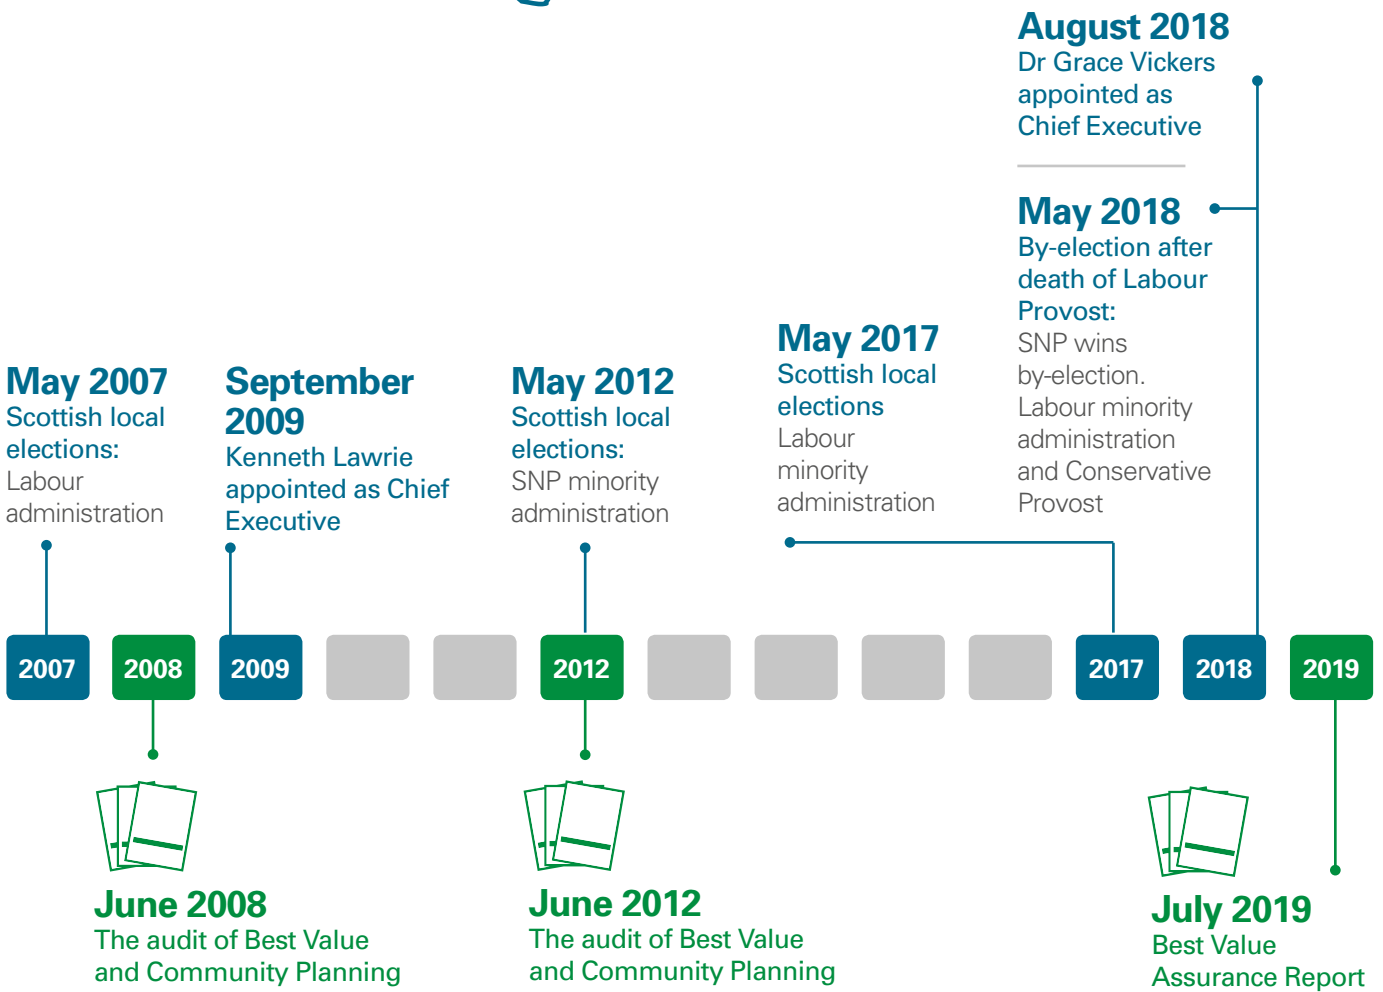 August 2018
Dr Grace Vickers
appointed as
Chief Executive
May 2018
By-election after
death of Labour
Provost:
SNP wins
by-election.
Labour minority
administration
and Conservative
Provost
May 2017
Scottish local
elections
Labour
minority
administration
May 2007
Scottish local
elections:
Labour
administration
September
2009
Kenneth Lawrie
appointed as Chief
Executive
May 2012
Scottish local
elections:
SNP minority
administration
2007
2008
2009
2012
2017
2018
2019
June 2008
The audit of Best Value
and Community Planning
June 2012
The audit of Best Value
and Community Planning
July 2019
Best Value
Assurance Report